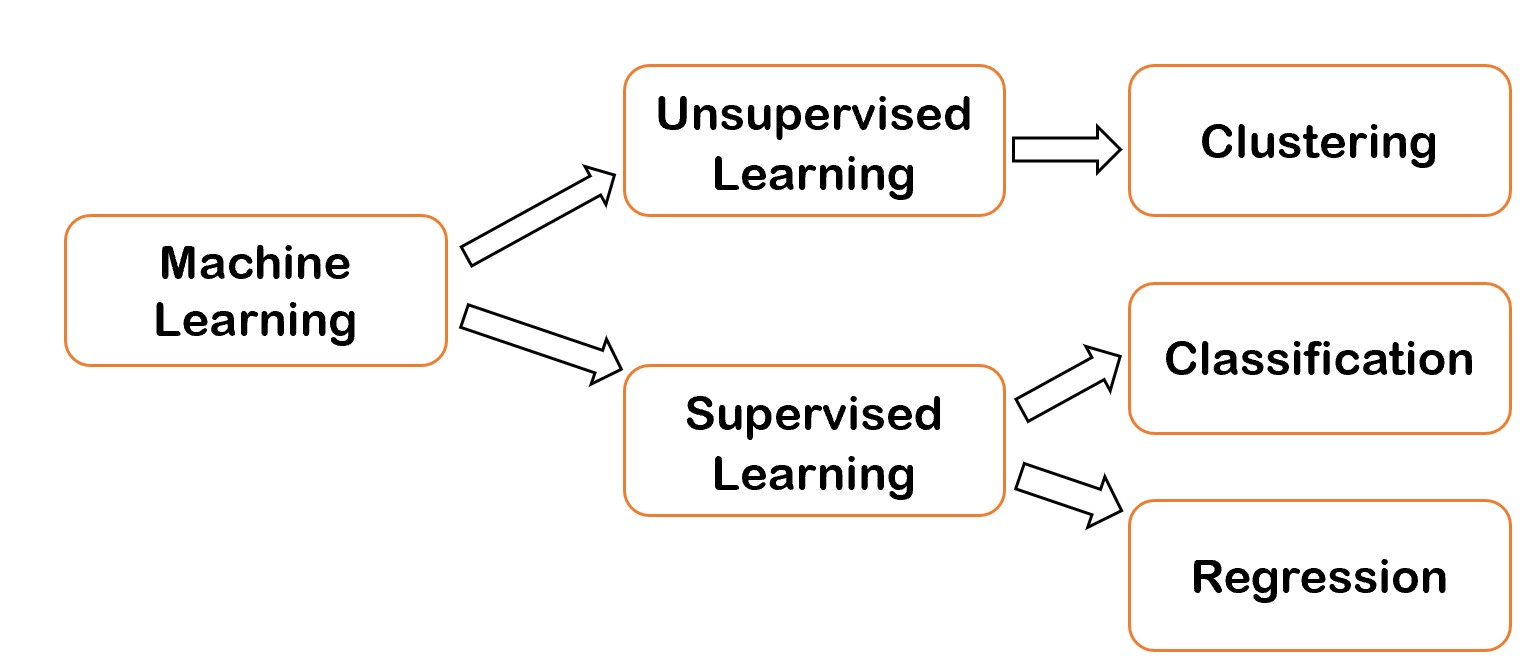 Machine
Learning
Unsupervised
Learning
Supervised
Learning
Clustering
Classification
Regression